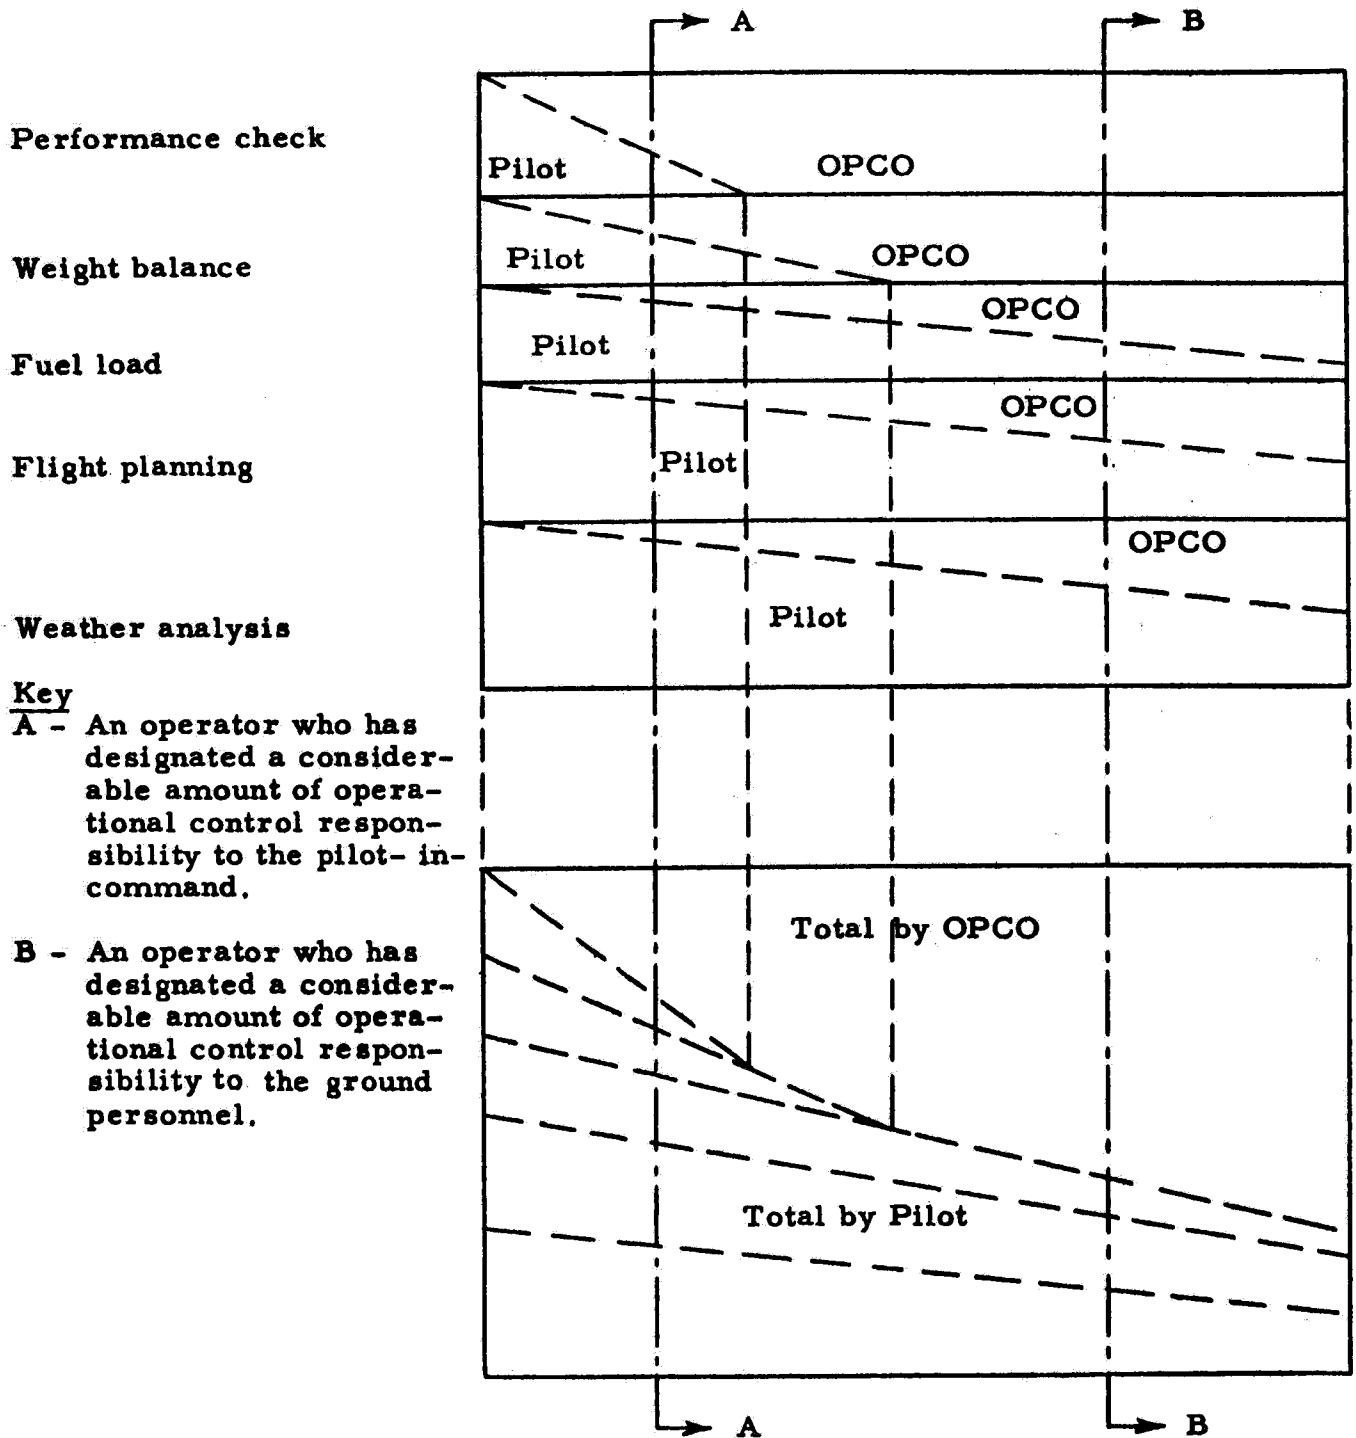 A B
Performance check
Pilot OPCO
Weight balance
Pilot OPCO
OPCO
Pilot
Fuel load
OPCO
Flight planning
Pilot
OPCO
Pilot
Weather analysis
Key
A - An operator who has
designated a consider-
able amount of opera-
tional control respon-
sibility to the pilot- in-
command.
Total by OPCO
B - An operator who has
designated a consider-
able amount of opera-
tional control respon-
sibility to the ground
personnel.
Total by Pilot
A B